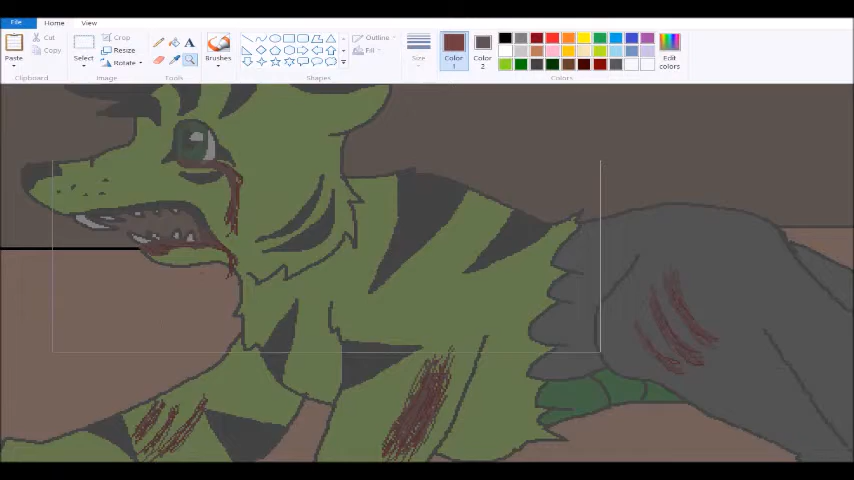 File Home View
Paste Cut Copy
Clipboard
Select Crop Resize Rotate
Image
A
Tools
Brushes
Outline Fill
Shapes
Size
Color 1
Color 2
Edit colors
Colors